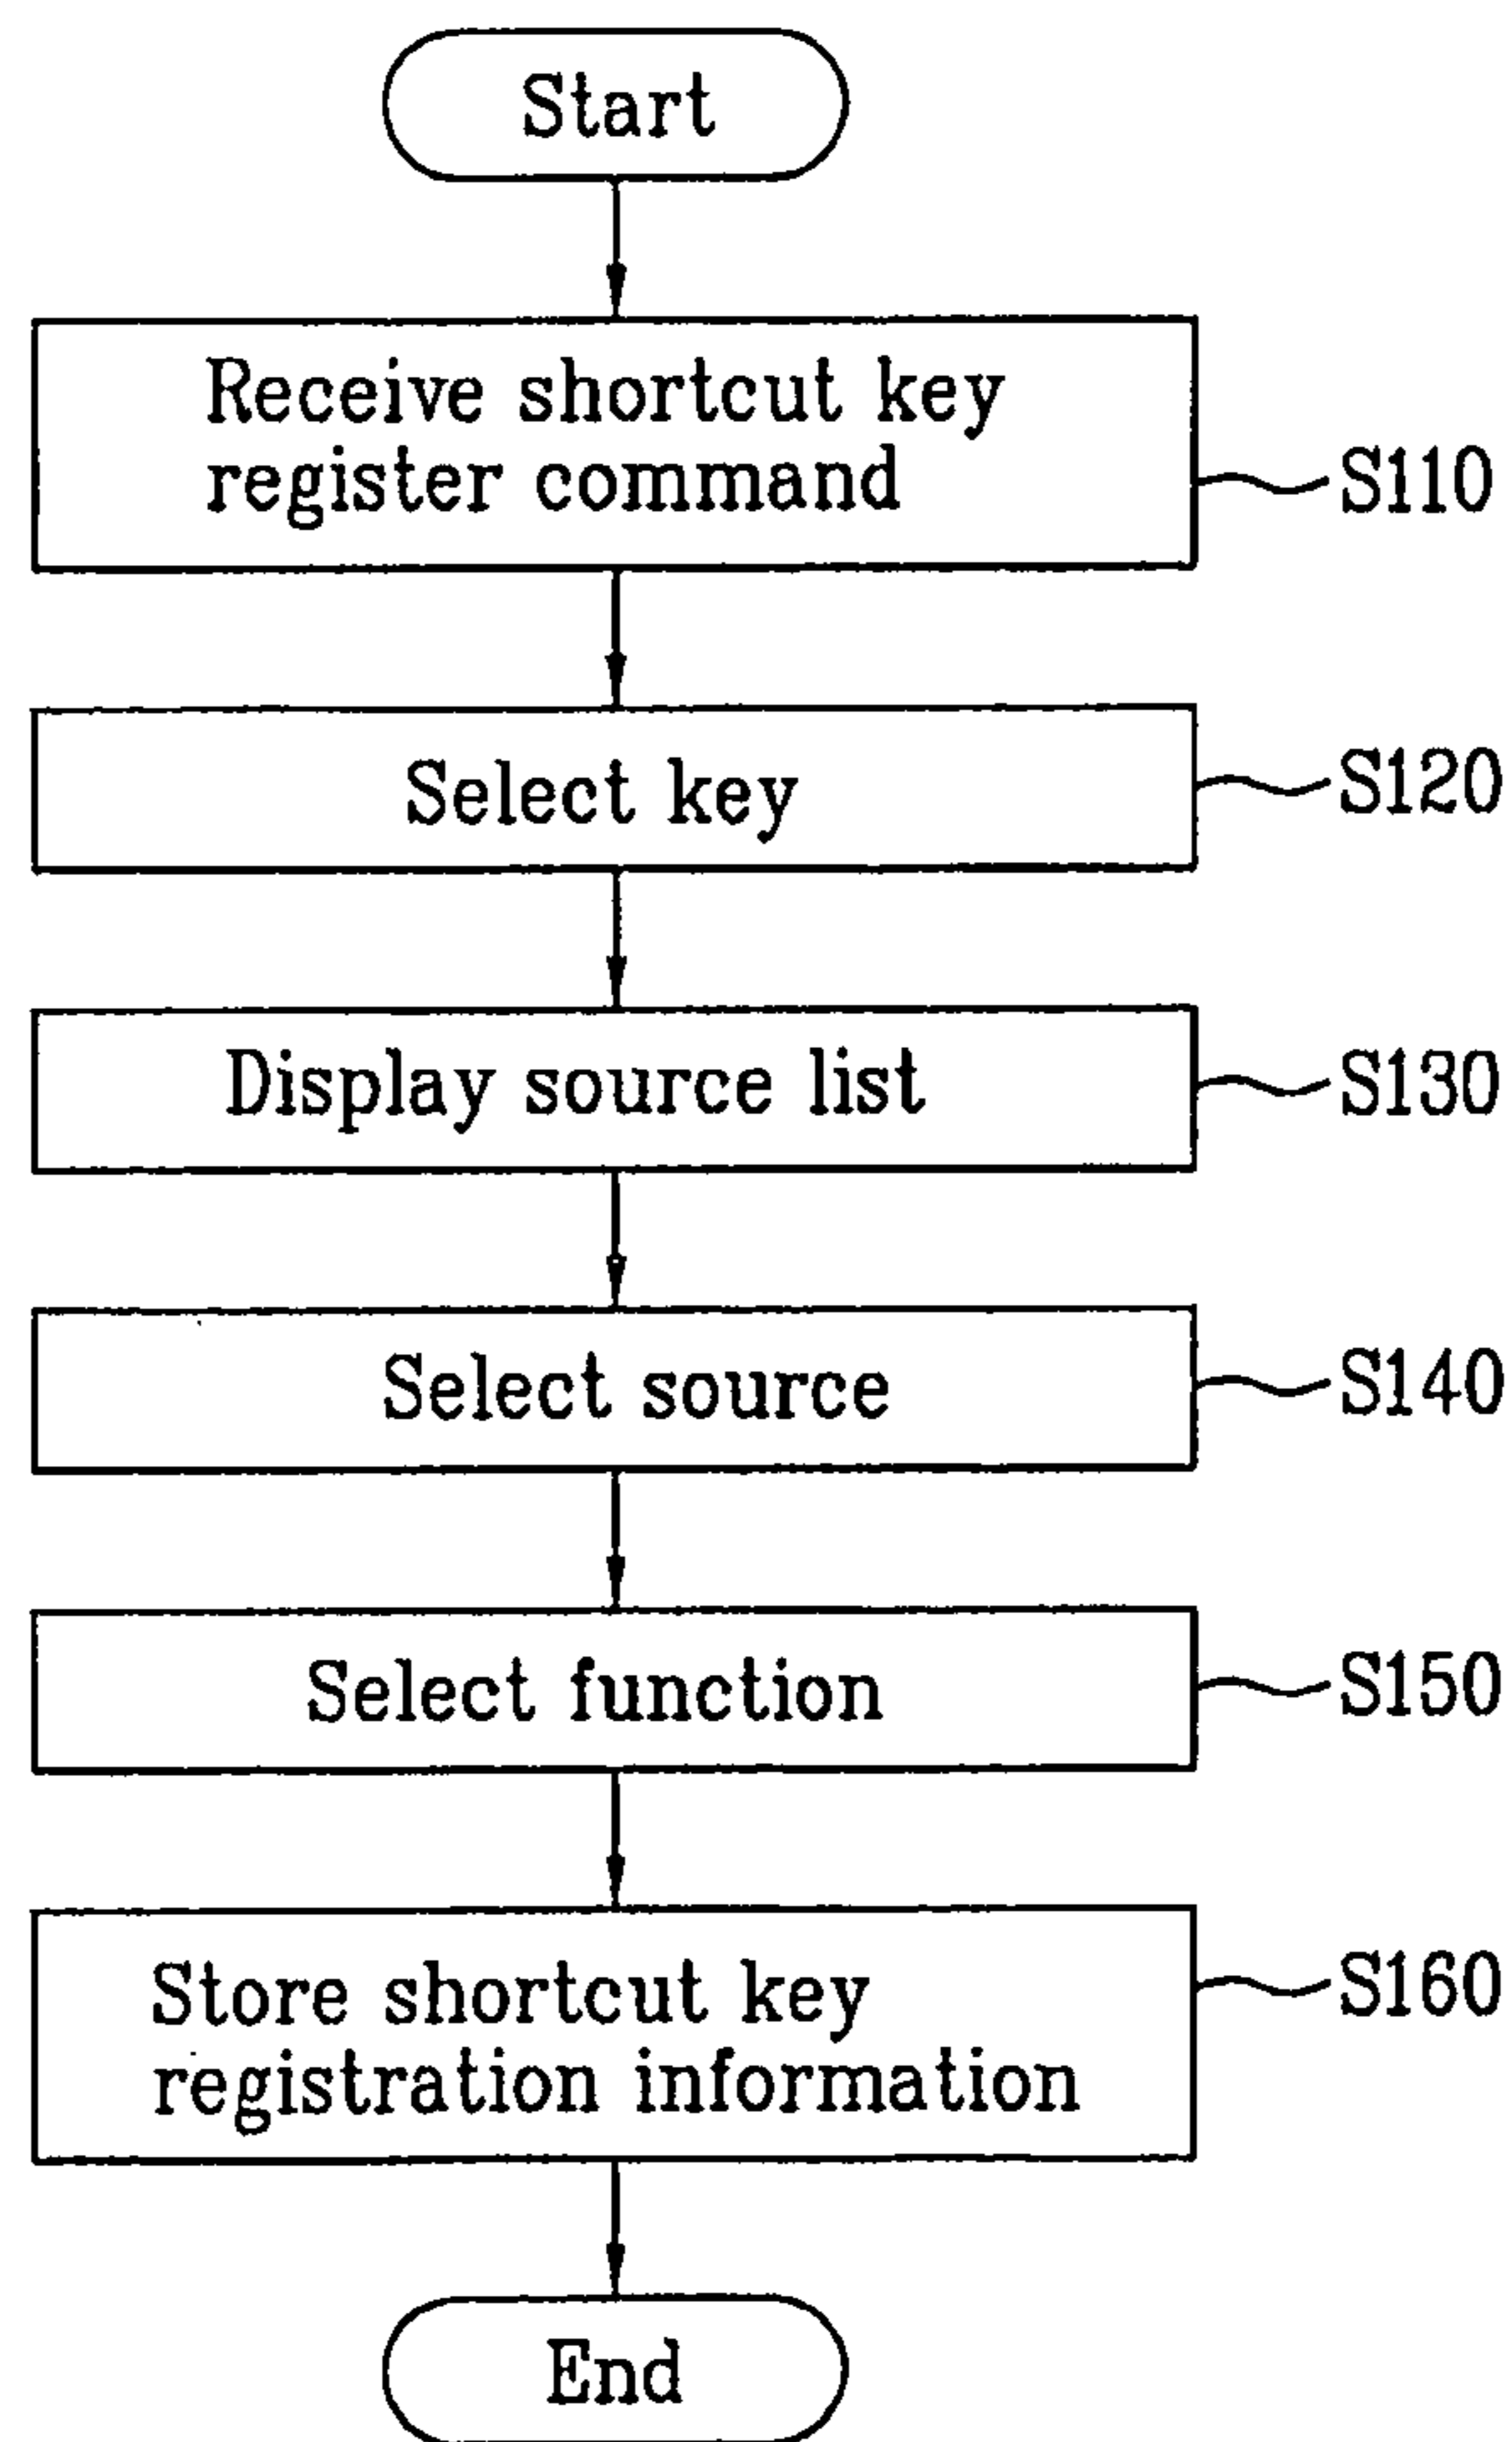 Start
Receive shortcut key
register command
S110
Select key
S120
Display source list
S130
Select source
S140
Select function
S150
Store shortcut key
registration information
S160
End